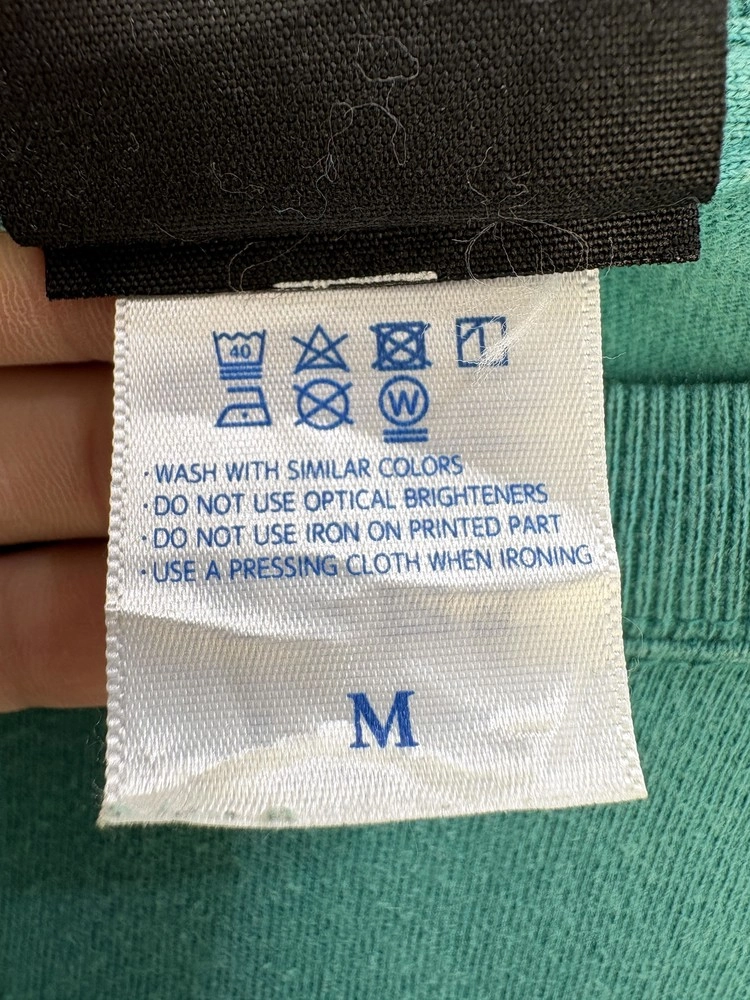 40
W
·WASH WITH SIMILAR COLORS
·DO NOT USE OPTICAL BRIGHTENERS
·DO NOT USE IRON ON PRINTED PART
·USE A PRESSING CLOTH WHEN IRONING
M